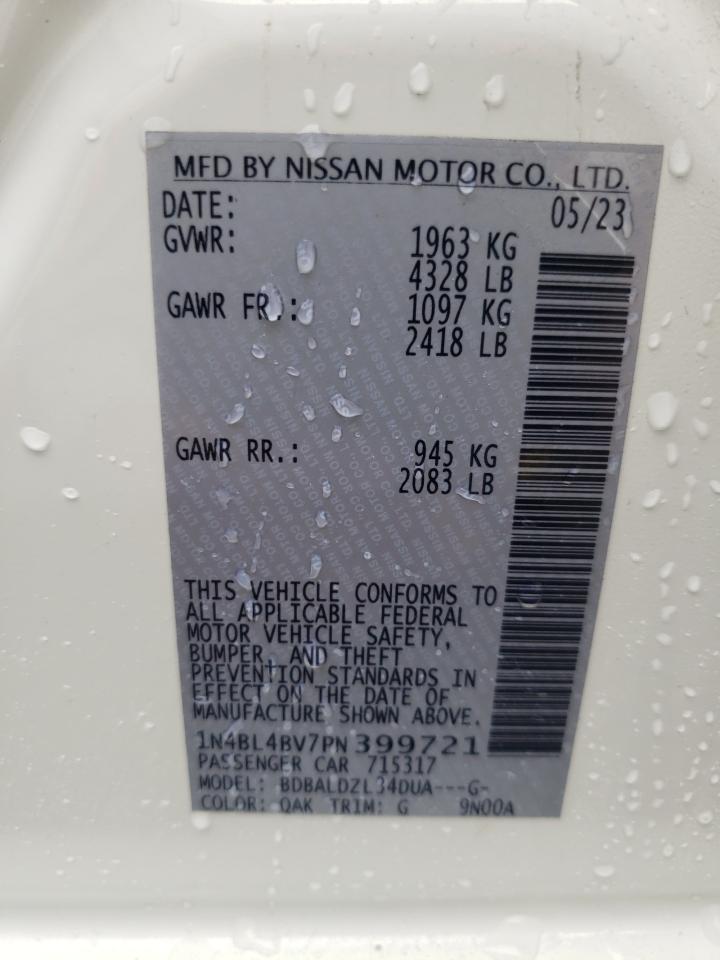 MFD BY NISSAN MOTOR CO., LTD.
DATE: 05/23
GVWR: 1963 KG
4328 LB
GAWR FR.: 1097 KG
2418 LB
GAWR RR.: 945 KG
2083 LB
THIS VEHICLE CONFORMS TO
ALL APPLICABLE FEDERAL
MOTOR VEHICLE SAFETY,
BUMPER, AND THEFT
PREVENTION STANDARDS IN
EFFECT ON THE DATE OF
MANUFACTURE SHOWN ABOVE.
1N4BL4BV7PN399721
PASSENGER CAR 715317
MODEL: BDBALDZL34DUA---G-
COLOR: QAK TRIM: G 9N00A